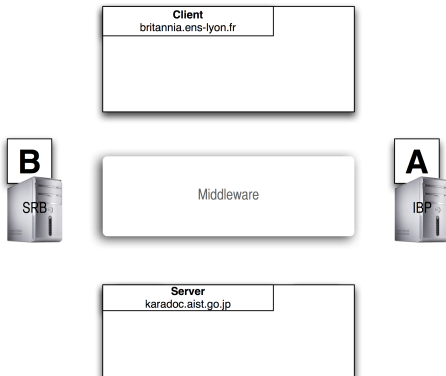 Client
britannia.ens-lyon.fr
B
SRB
Middleware
A
IBP
Server
karadoc.aist.go.jp